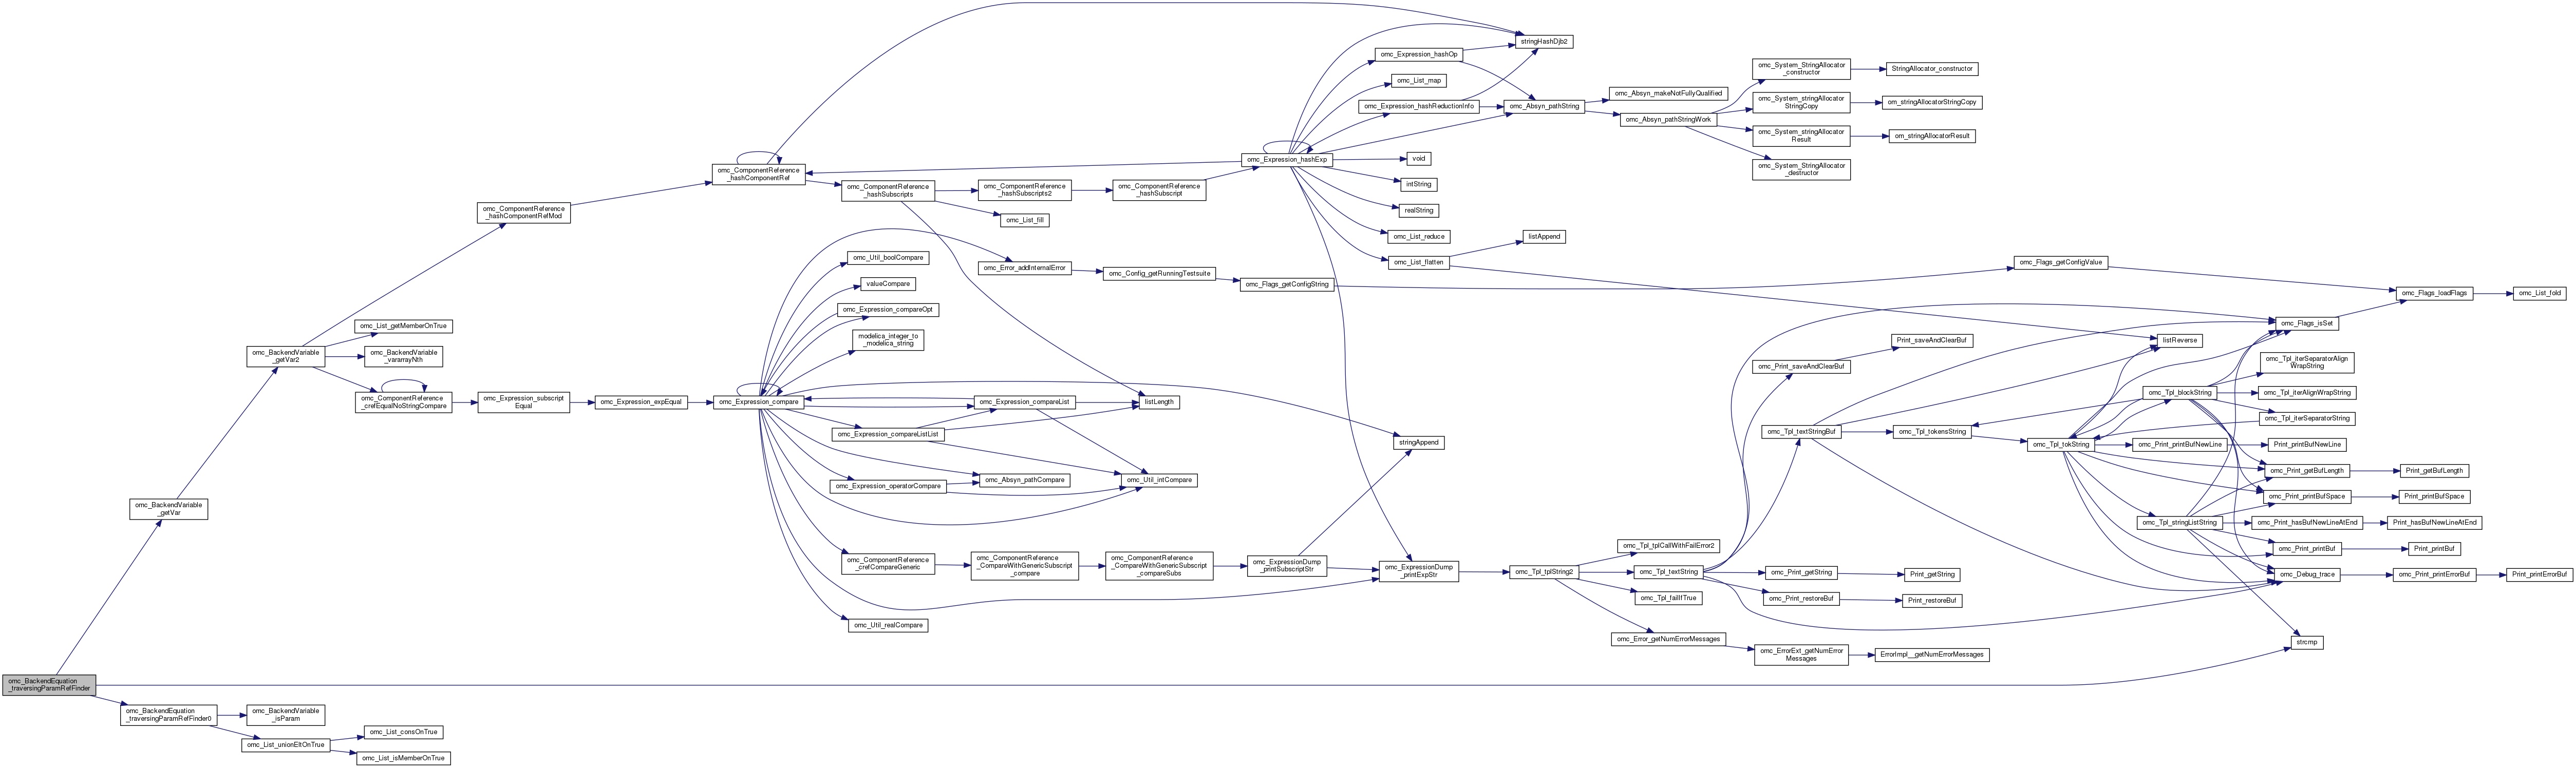 omc_BackendEquation
_traversingParamRefFinder
omc_BackendVariable
_getVar
omc_BackendEquation
_traversingParamRefFinder0
omc_BackendVariable
_getVar2
omc_BackendVariable
_isParam
omc_List_unionEltOnTrue
omc_List_getMemberOnTrue
omc_BackendVariable
_vararrayNth
omc_ComponentReference
_crefEqualNoStringCompare
omc_List_consOnTrue
omc_List_isMemberOnTrue
omc_ComponentReference
_hashComponentRefMod
omc_Expression_subscript
Equal
omc_Expression_expEqual
omc_ComponentReference
_hashComponentRef
omc_Expression_compare
omc_ComponentReference
_hashSubscripts
omc_Util_boolCompare
valueCompare
omc_Expression_compareOpt
modelica_integer_to
_modelica_string
omc_Expression_compareListList
omc_Expression_operatorCompare
omc_ComponentReference
_crefCompareGeneric
omc_Util_realCompare
omc_ComponentReference
_hashSubscripts2
omc_List_fill
omc_Error_addInternalError
omc_Expression_compareList
omc_Absyn_pathCompare
omc_ComponentReference
_CompareWithGenericSubscript
_compare
omc_ComponentReference
_hashSubscript
omc_Config_getRunningTestsuite
listLength
omc_Util_intCompare
omc_ComponentReference
_CompareWithGenericSubscript
_compareSubs
omc_Expression_hashExp
omc_Flags_getConfigString
omc_ExpressionDump
_printSubscriptStr
omc_Expression_hashOp
omc_List_map
omc_Expression_hashReductionInfo
void
intString
realString
omc_List_reduce
omc_List_flatten
stringAppend
omc_ExpressionDump
_printExpStr
stringHashDjb2
omc_Absyn_pathString
listAppend
omc_Tpl_tplString2
omc_Absyn_makeNotFullyQualified
omc_Absyn_pathStringWork
omc_Tpl_tplCallWithFailError2
omc_Tpl_textString
omc_Tpl_failIfTrue
omc_Error_getNumErrorMessages
omc_System_StringAllocator
_constructor
omc_System_stringAllocator
StringCopy
omc_System_stringAllocator
Result
omc_System_StringAllocator
_destructor
omc_Print_saveAndClearBuf
omc_Tpl_textStringBuf
omc_Print_getString
omc_Print_restoreBuf
omc_ErrorExt_getNumError
Messages
StringAllocator_constructor
om_stringAllocatorStringCopy
om_stringAllocatorResult
Print_saveAndClearBuf
omc_Tpl_tokensString
Print_getString
Print_restoreBuf
ErrorImpl__getNumErrorMessages
omc_Flags_getConfigValue
omc_Tpl_tokString
listReverse
omc_Tpl_blockString
omc_Print_printBufNewLine
omc_Tpl_stringListString
omc_Flags_isSet
omc_Tpl_iterSeparatorAlign
WrapString
omc_Tpl_iterAlignWrapString
omc_Tpl_iterSeparatorString
Print_printBufNewLine
omc_Print_getBufLength
omc_Print_printBufSpace
omc_Print_hasBufNewLineAtEnd
omc_Print_printBuf
omc_Debug_trace
strcmp
omc_Flags_loadFlags
Print_getBufLength
Print_printBufSpace
Print_hasBufNewLineAtEnd
Print_printBuf
omc_Print_printErrorBuf
omc_List_fold
Print_printErrorBuf